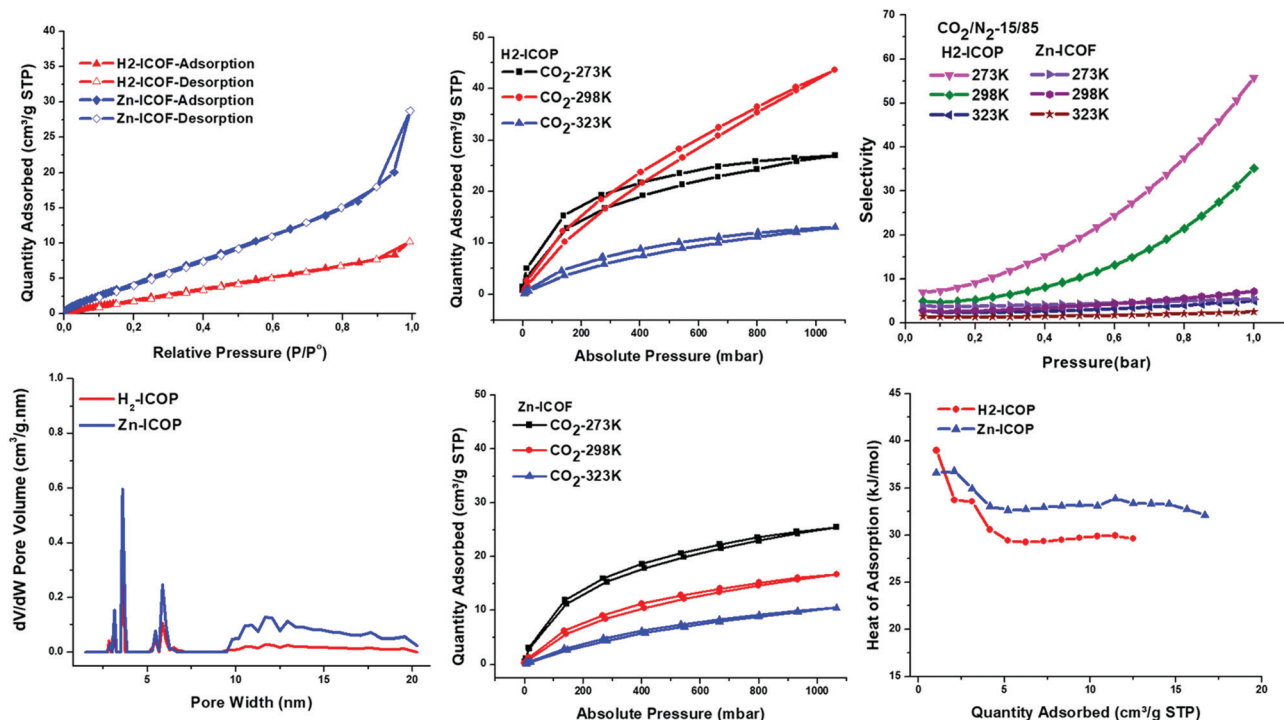 Quantity Adsorbed (cm³/g STP)
40
35
30
25
20
15
10
5
0
H2-ICOF-Adsorption
H2-ICOF-Desorption
Zn-ICOF-Adsorption
Zn-ICOF-Desorption
0,0 0,2 0,4 0,6 0,8 1,0
Relative Pressure (P/P°)
Quantity Adsorbed (cm³/g STP)
50
40
30
20
10
0
H2-ICOP
CO₂-273K
CO₂-298K
CO₂-323K
0 200 400 600 800 1000
Absolute Pressure (mbar)
Selectivity
70
60
50
40
30
20
10
0
CO₂/N₂-15/85
H2-ICOP Zn-ICOF
273K 273K
298K 298K
323K 323K
0,0 0,2 0,4 0,6 0,8 1,0
Pressure(bar)
dV/dW Pore Volume (cm³/g.nm)
1.0
0.8
0.6
0.4
0.2
0.0
H₂-ICOP
Zn-ICOP
5 10 15 20
Pore Width (nm)
Quantity Adsorbed (cm³/g STP)
50
40
30
20
10
0
Zn-ICOF
CO₂-273K
CO₂-298K
CO₂-323K
0 200 400 600 800 1000
Absolute Pressure (mbar)
Heat of Adsorption (kJ/mol)
45
40
35
30
25
20
15
H2-ICOP
Zn-ICOP
0 5 10 15 20
Quantity Adsorbed (cm³/g STP)